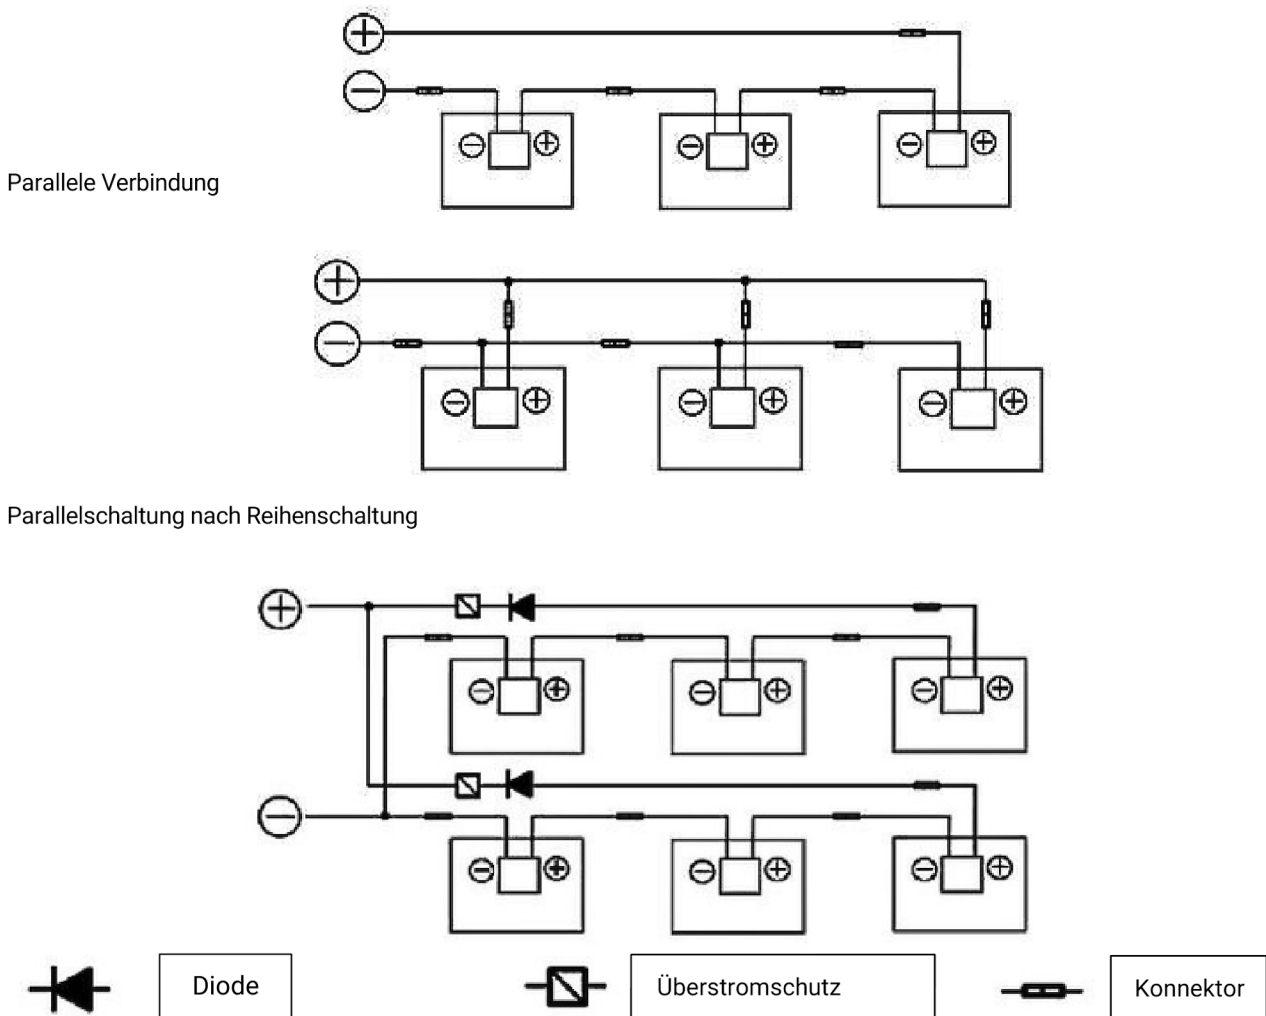 Parallele Verbindung
Parallelschaltung nach Reihenschaltung
Diode
Überstromschutz
Konnektor